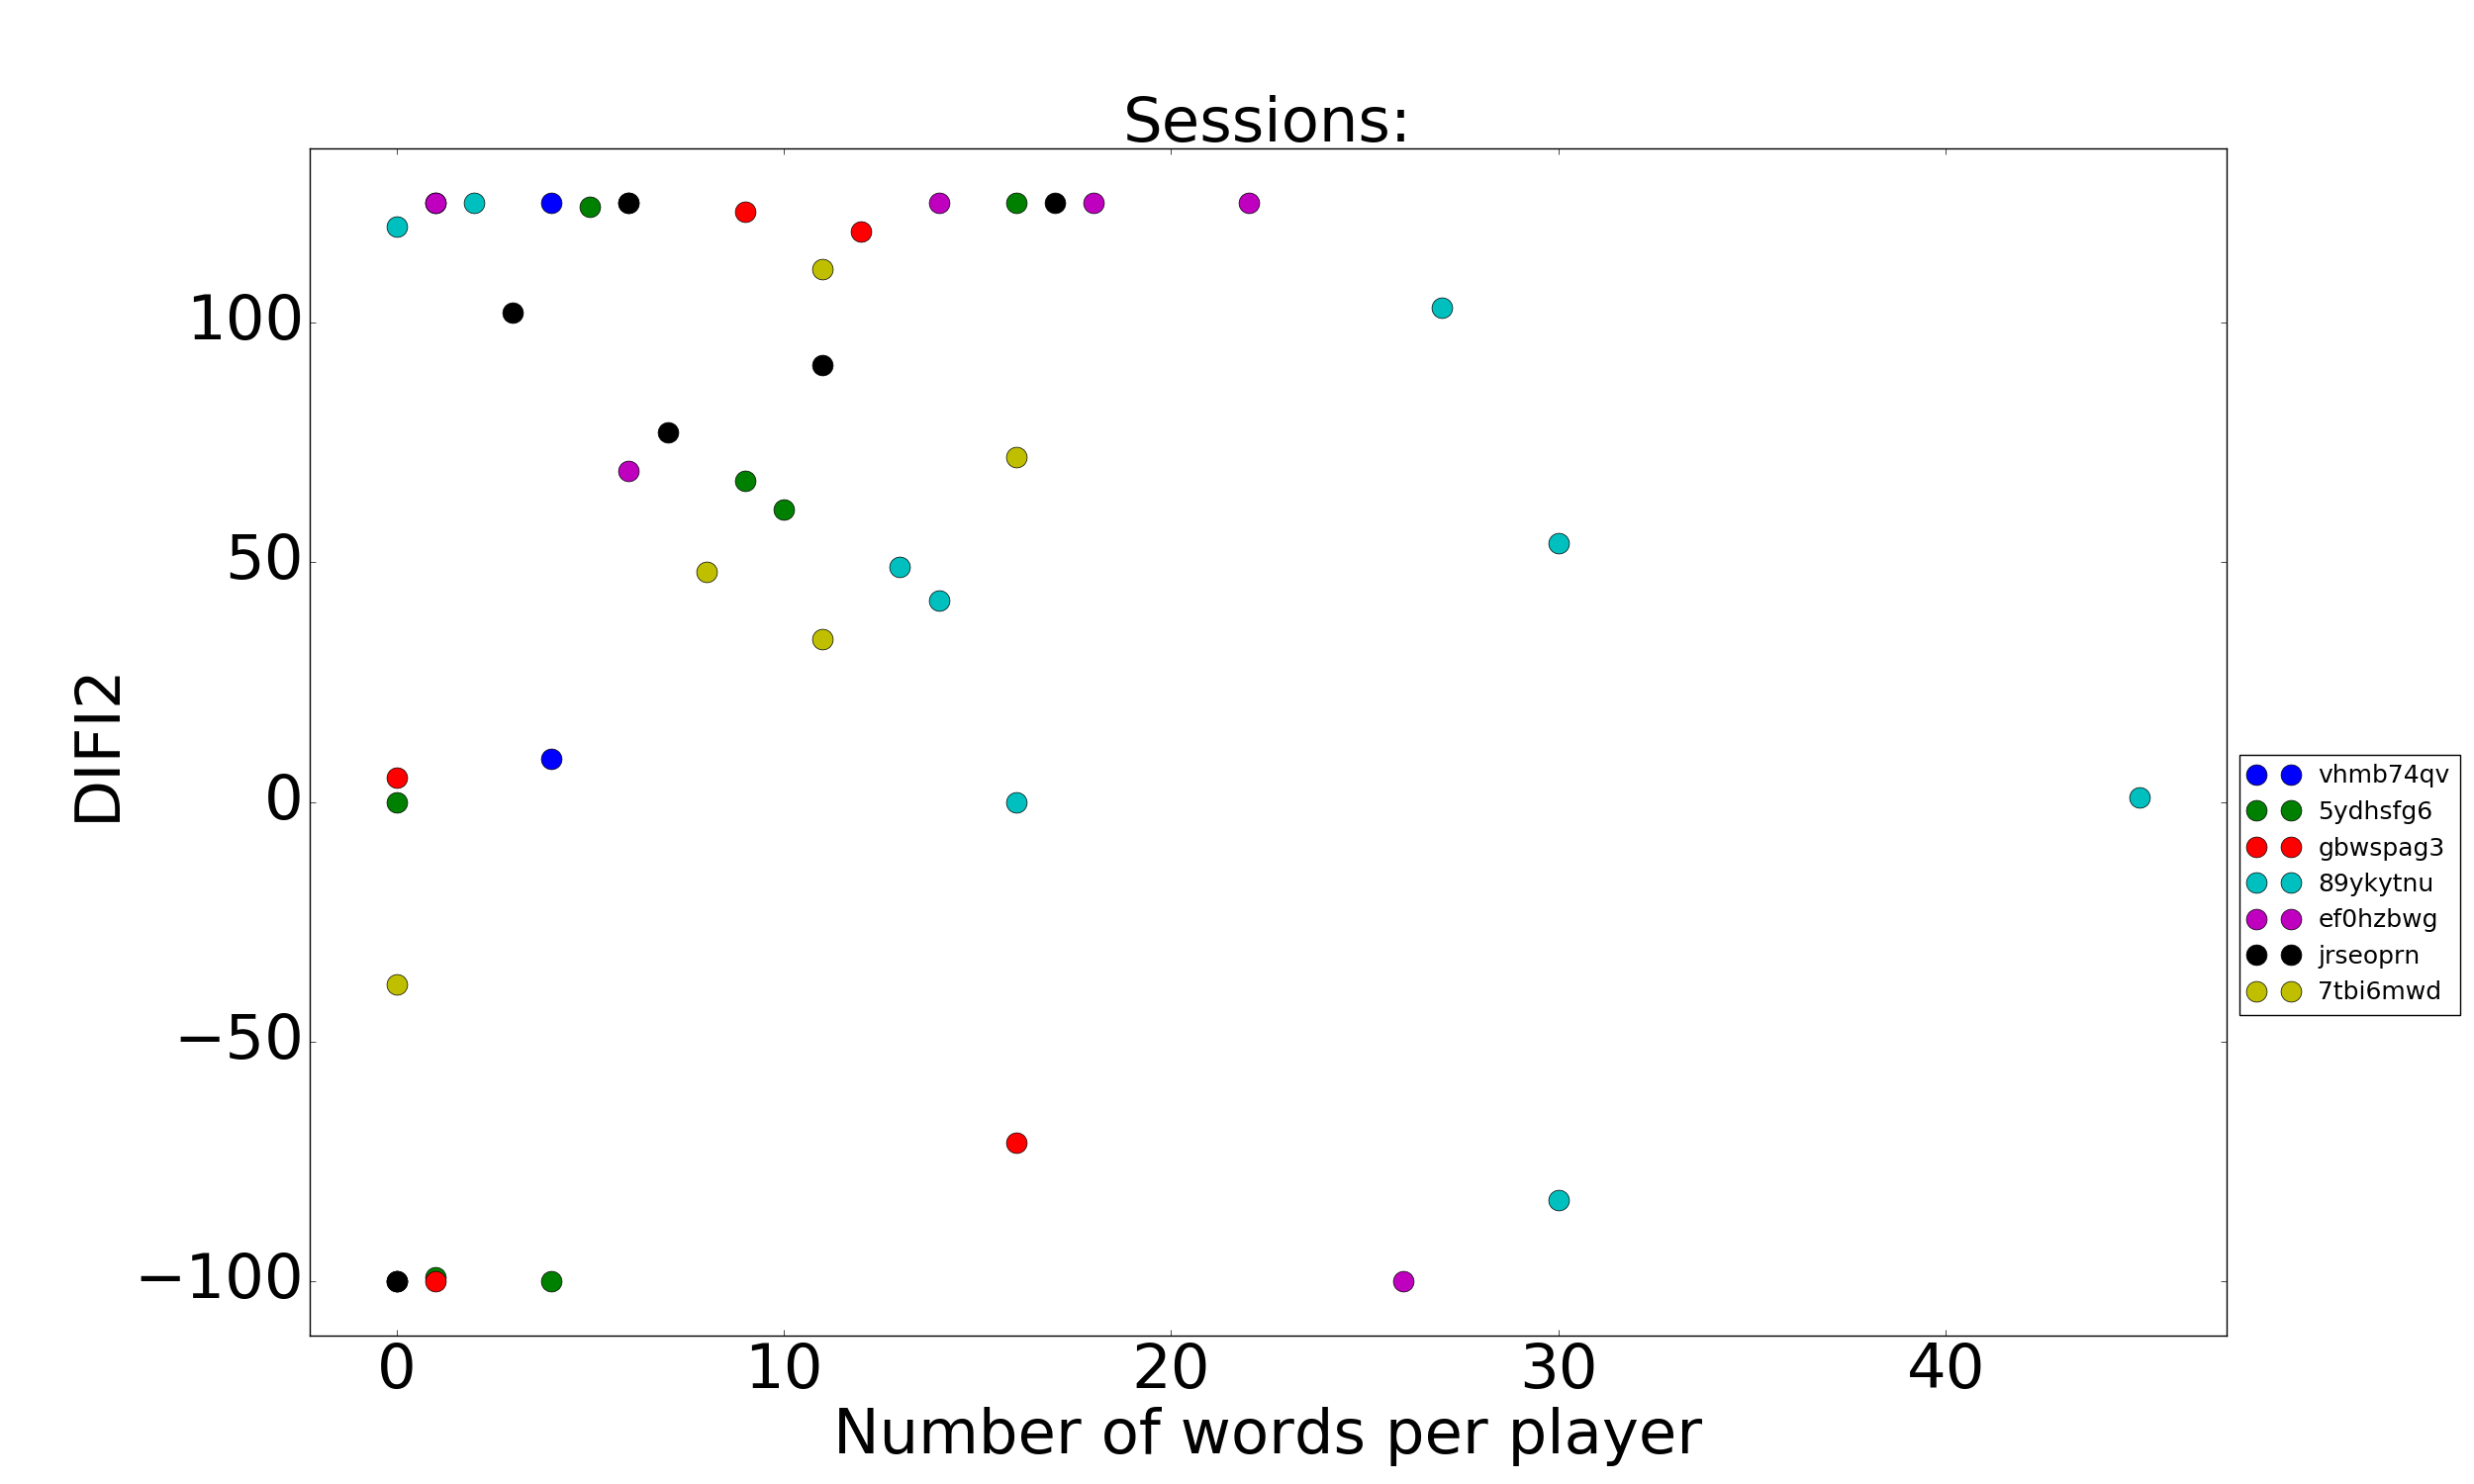 Sessions:
100
50
0
−50
−100
DIFI2
0 10 20 30 40
Number of words per player
vhmb74qv
5ydhsfg6
gbwspag3
89ykytnu
ef0hzbwg
jrseoprn
7tbi6mwd